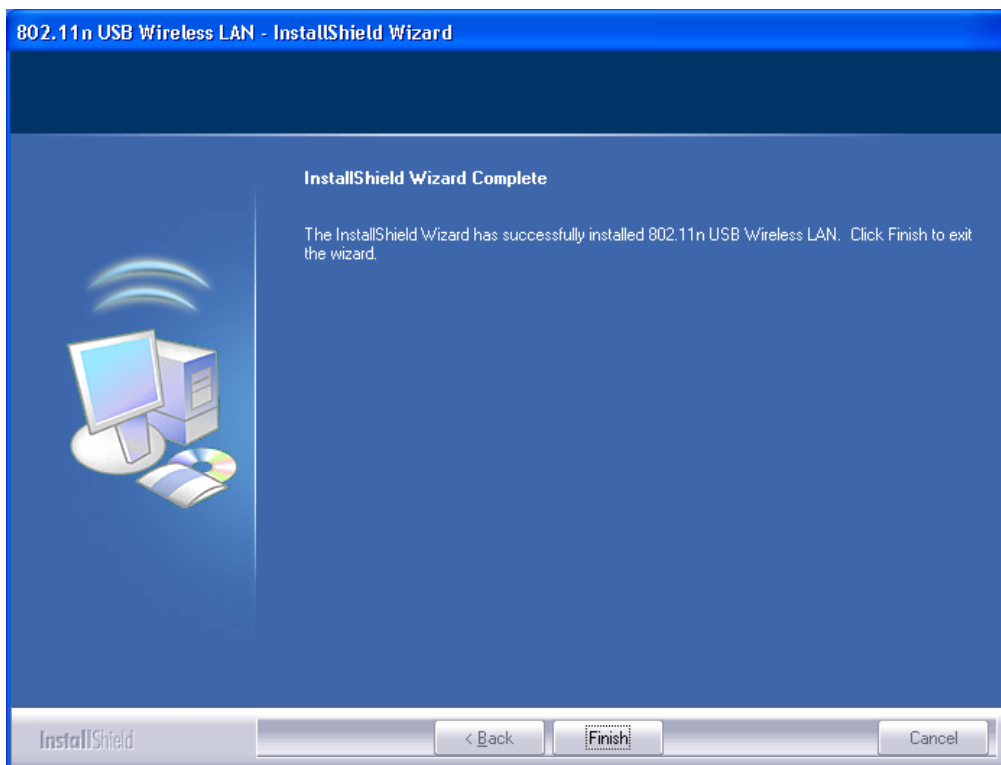 802.11n USB Wireless LAN - InstallShield Wizard
InstallShield Wizard Complete
The InstallShield Wizard has successfully installed 802.11n USB Wireless LAN. Click Finish to exit
the wizard.
InstallShield
< Back
Finish
Cancel